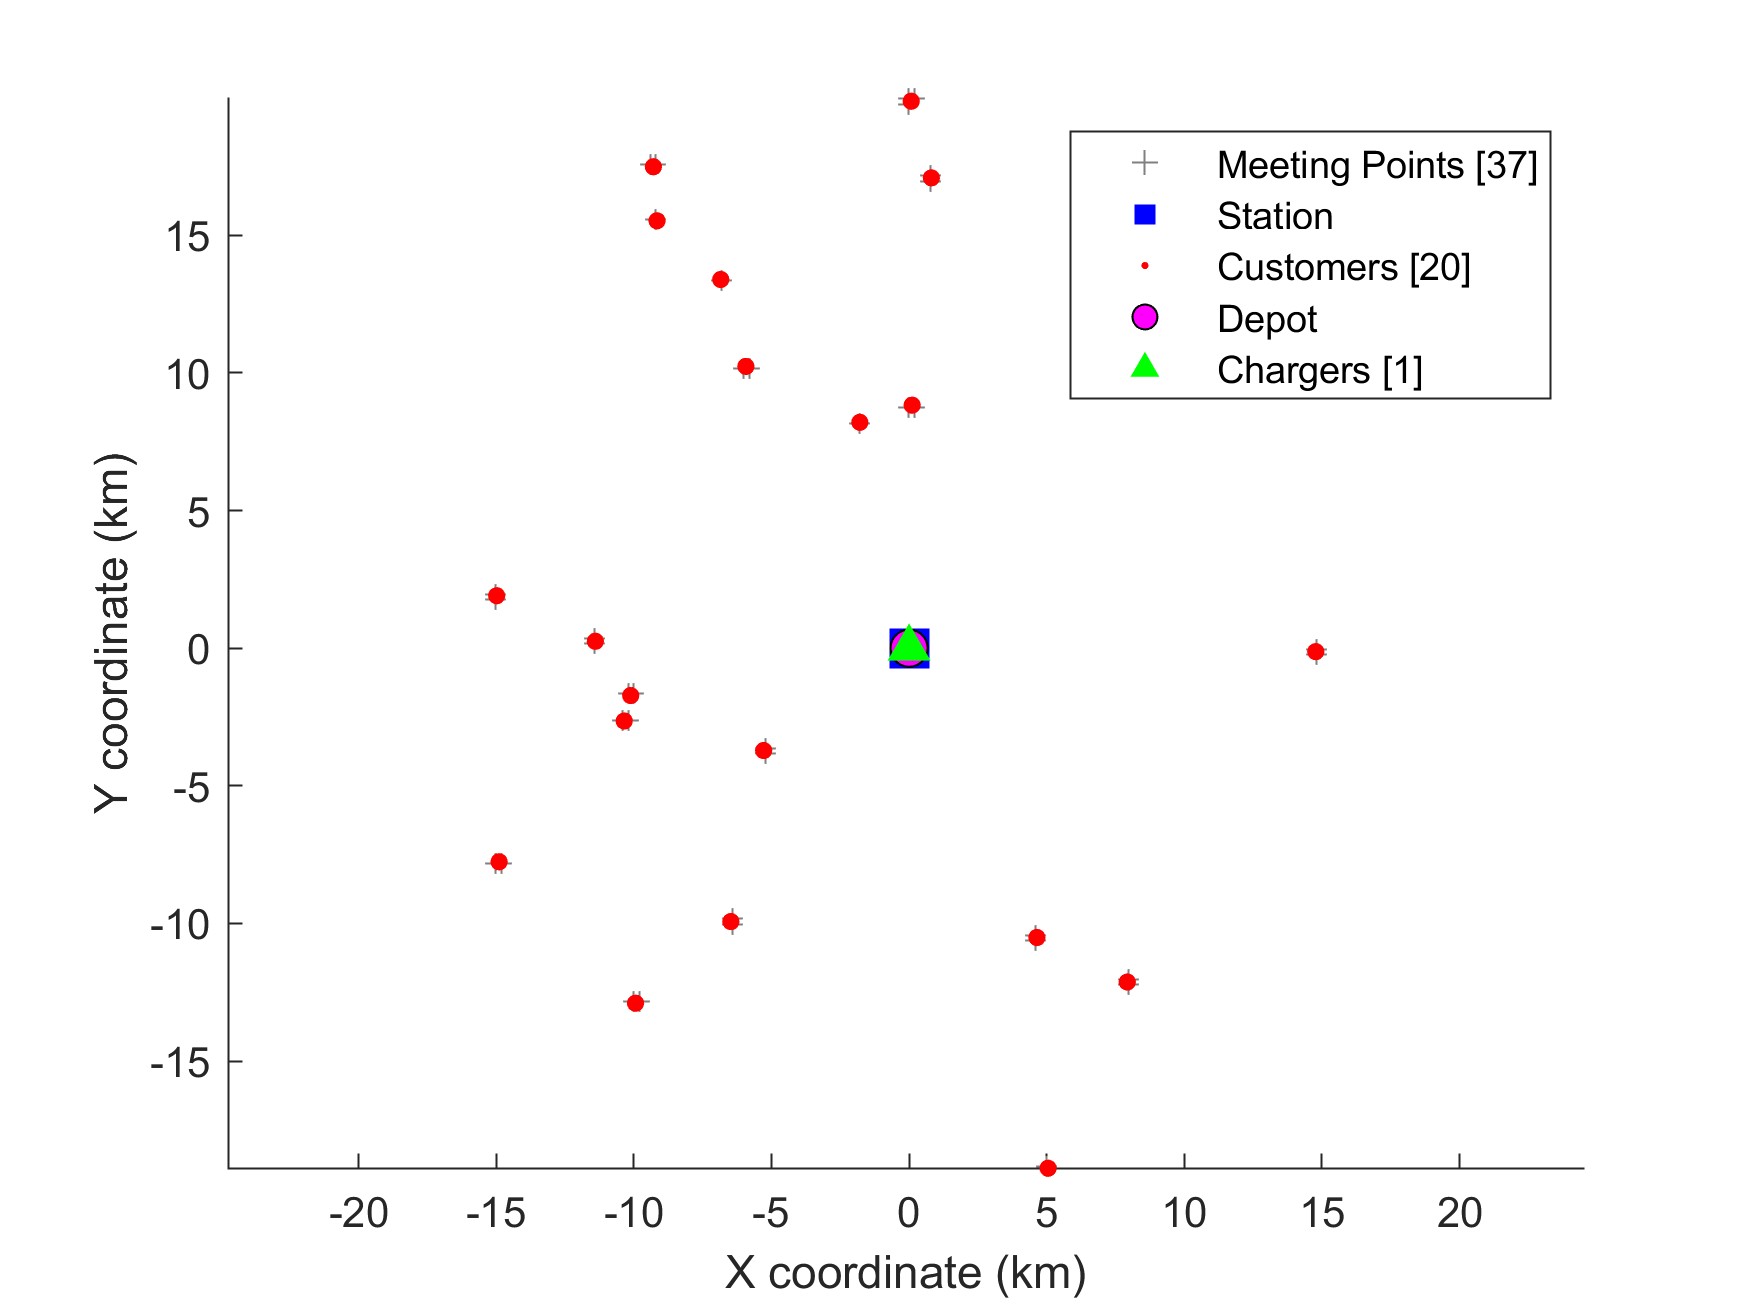 Meeting Points [37]
Station
Customers [20]
Depot
Chargers [1]
15
10
5
0
-5
-10
-15
Y coordinate (km)
-20 -15 -10 -5 0 5 10 15 20
X coordinate (km)